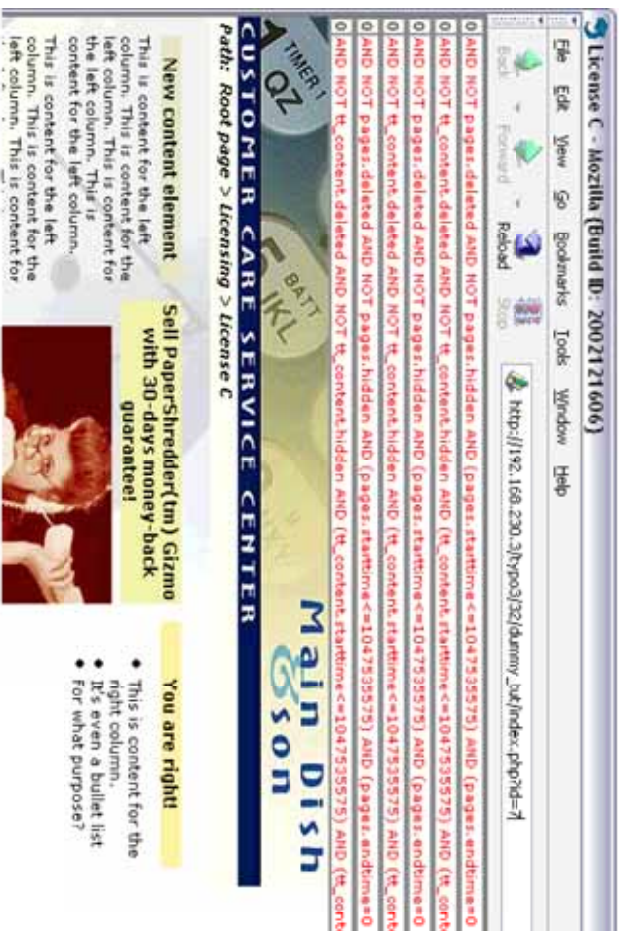 License C - Mozilla {Build ID: 2002121606}
File Edit View Go Bookmarks Tools Window Help
Back Forward Reload Stop http://192.168.230.3/typo3/32/dummy_tut/index.php?id=7
0 AND NOT pages.deleted AND NOT pages.hidden AND (pages.starttime<=1047535575) AND (pages.endtime=0
0 AND NOT tt_content.deleted AND NOT tt_content.hidden AND (tt_content.starttime<=1047535575) AND (tt_conte
0 AND NOT pages.deleted AND NOT pages.hidden AND (pages.starttime<=1047535575) AND (pages.endtime=0
0 AND NOT tt_content.deleted AND NOT tt_content.hidden AND (tt_content.starttime<=1047535575) AND (tt_conte
0 AND NOT pages.deleted AND NOT pages.hidden AND (pages.starttime<=1047535575) AND (pages.endtime=0
0 AND NOT tt_content.deleted AND NOT tt_content.hidden AND (tt_content.starttime<=1047535575) AND (tt_conte
TIMER 1
1 QZ
BATT
5 JKL
Main Dish
& son
CUSTOMER CARE SERVICE CENTER
Path: Root page > Licensing > License C
New content element
This is content for the left
column. This is content for the
left column. This is content for
the left column. This is
content for the left column.
This is content for the left
column. This is content for the
left column. This is content for
Sell PaperShredder(tm) Gizmo
with 30-days money-back
guarantee!
You are right!
• This is content for the
right column.
• It's even a bullet list
• For what purpose?